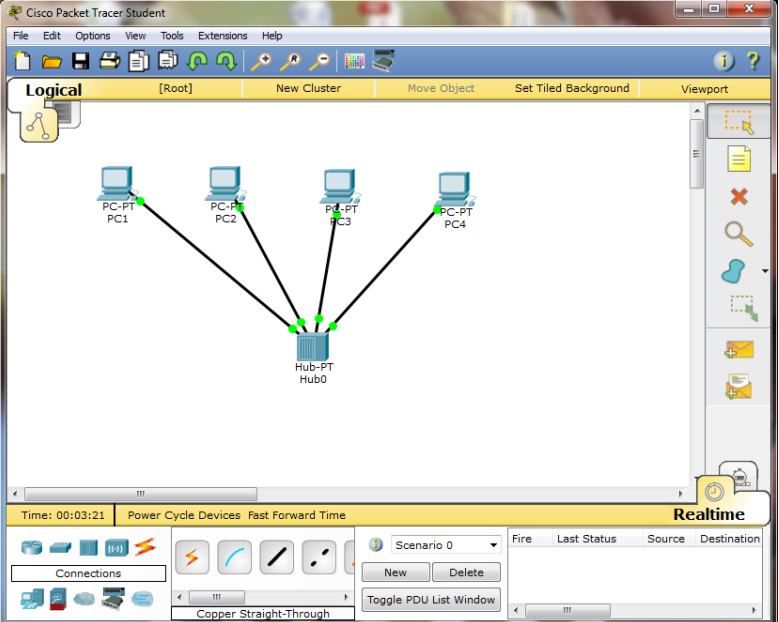 Cisco Packet Tracer Student
File Edit Options View Tools Extensions Help
Logical [Root] New Cluster Move Object Set Tiled Background Viewport
PC-PT PC-PT PC-PT PC-PT
PC1 PC2 PC3 PC4
Hub-PT
Hub0
Time: 00:03:21 Power Cycle Devices Fast Forward Time Realtime
Scenario 0
Fire Last Status Source Destination
Connections
New Delete
Toggle PDU List Window
Copper Straight-Through